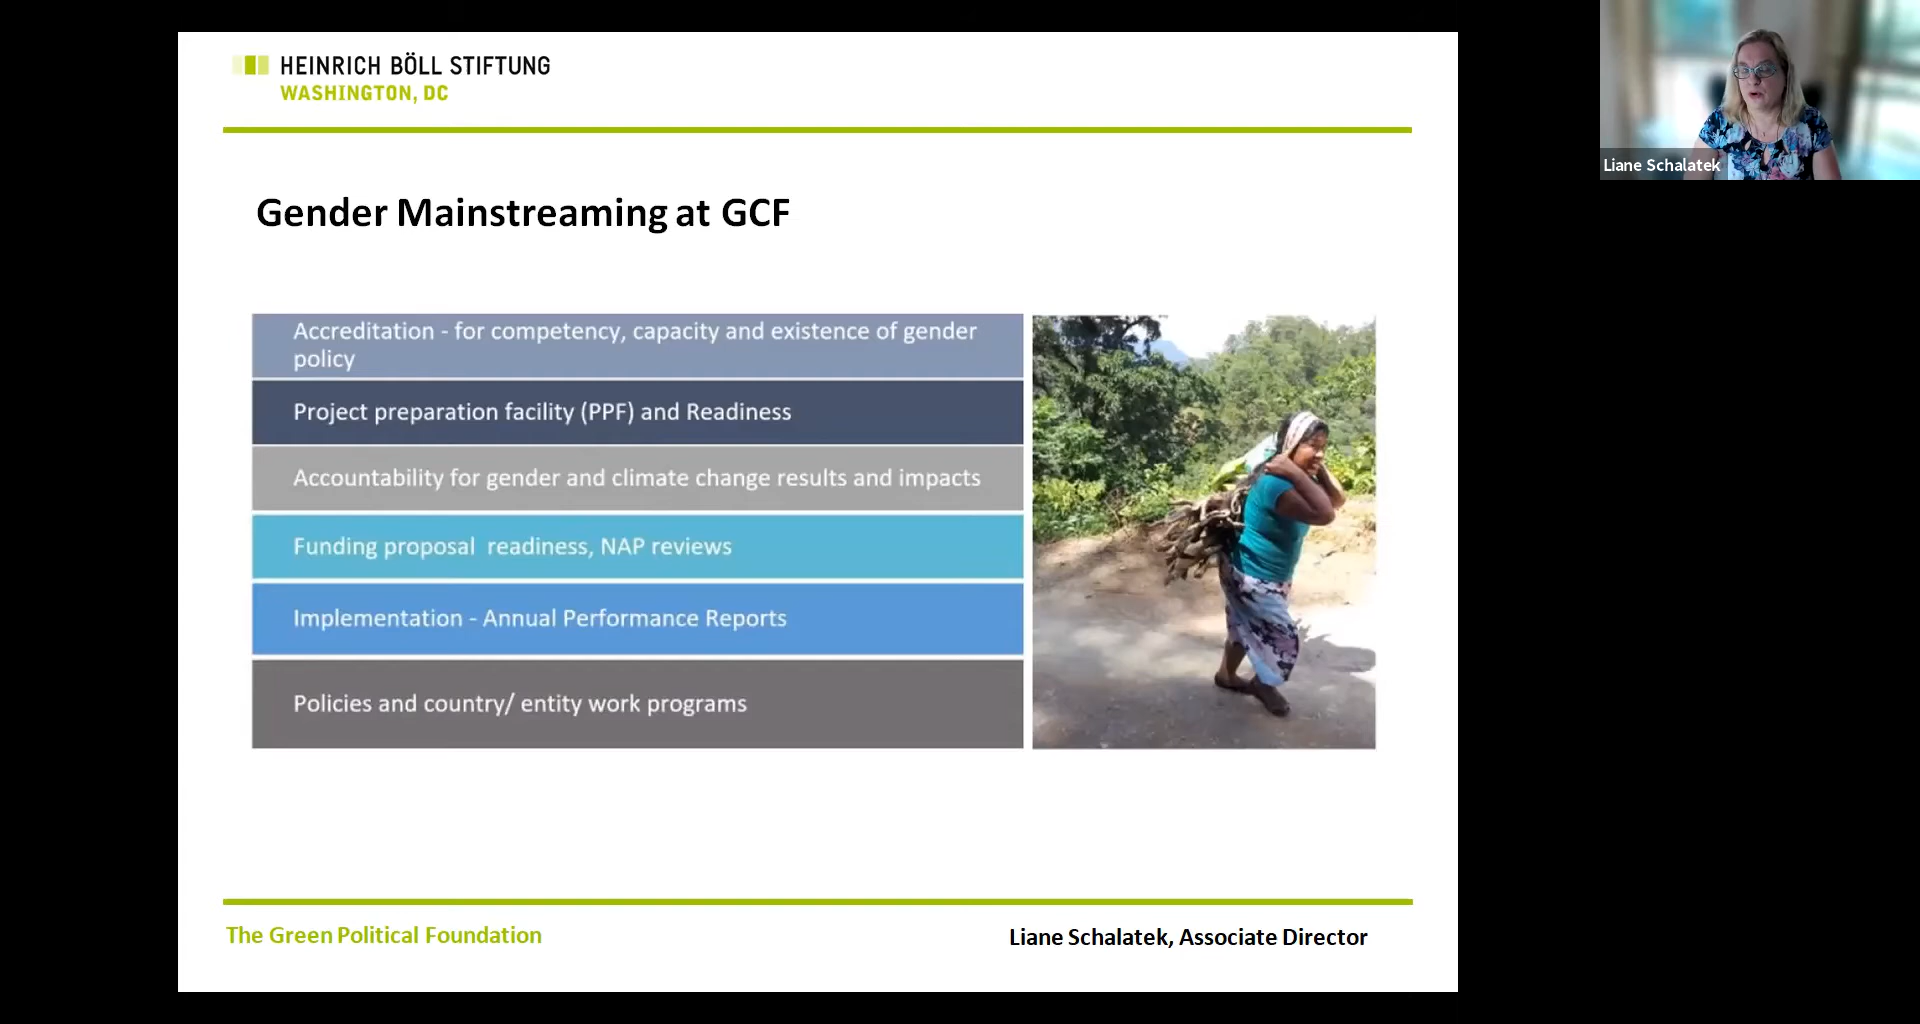 HEINRICH BÖLL STIFTUNG
WASHINGTON, DC
Liane Schalatek
Gender Mainstreaming at GCF
Accreditation - for competency, capacity and existence of gender
policy
Project preparation facility (PPF) and Readiness
Accountability for gender and climate change results and impacts
Funding proposal readiness, NAP reviews
Implementation - Annual Performance Reports
Policies and country/ entity work programs
The Green Political Foundation
Liane Schalatek, Associate Director